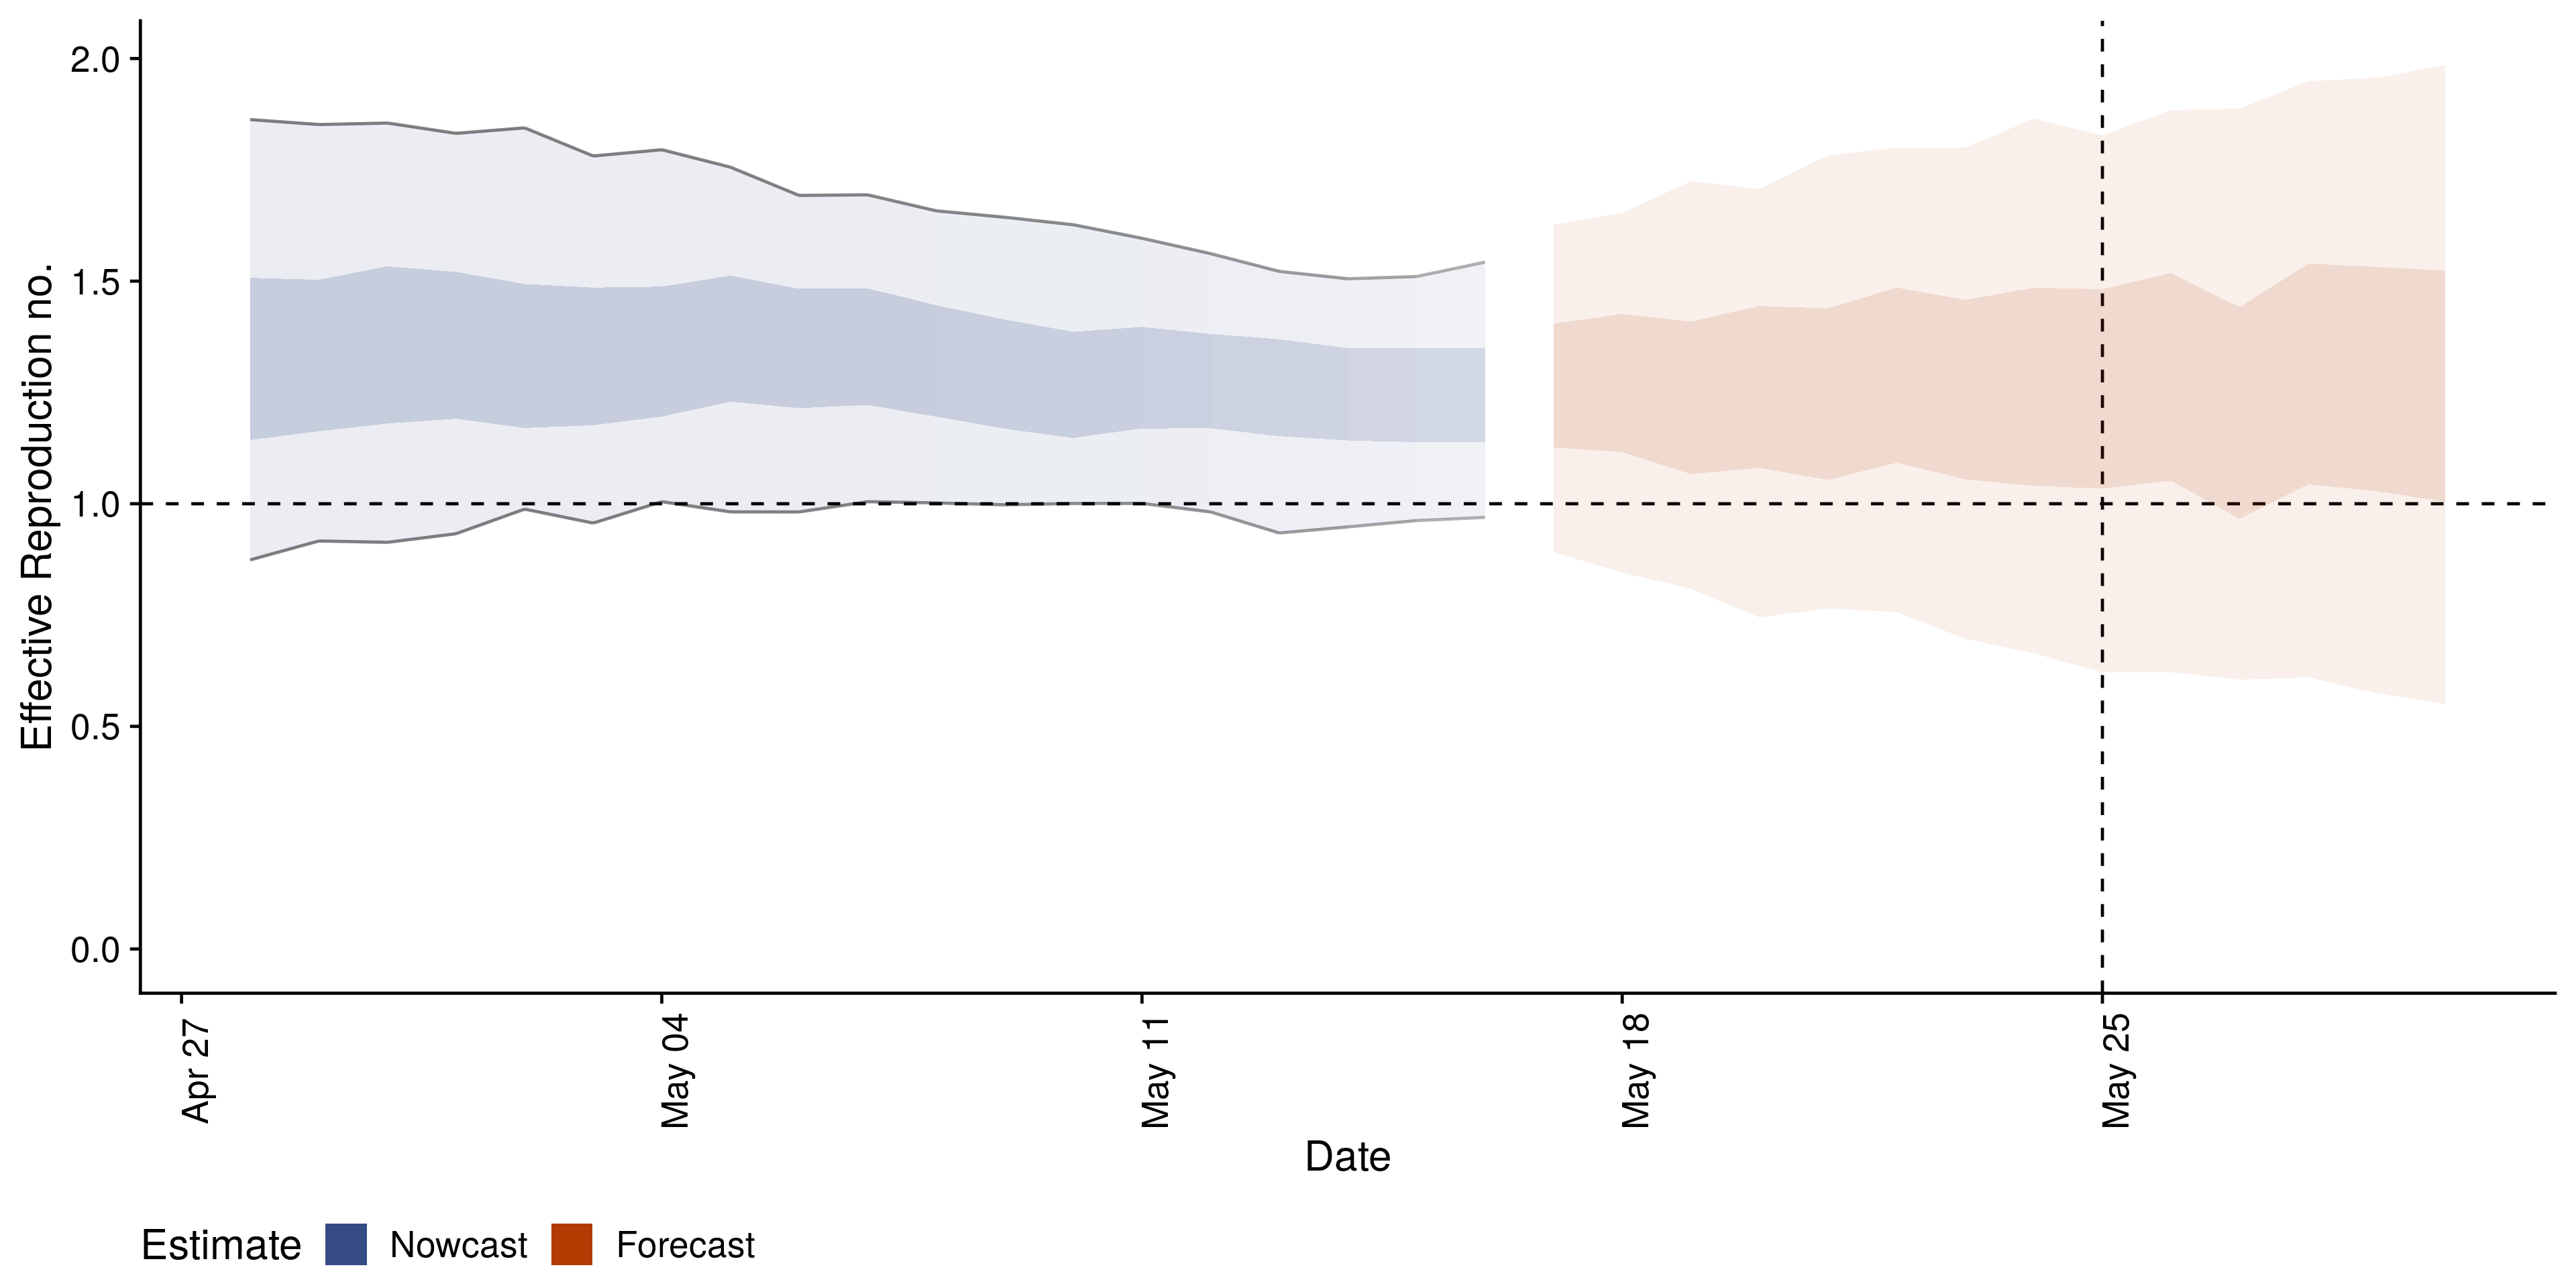 Effective Reproduction no.
2.0
1.5
1.0
0.5
0.0
Apr 27
May 04
May 11
May 18
May 25
Date
Estimate Nowcast Forecast